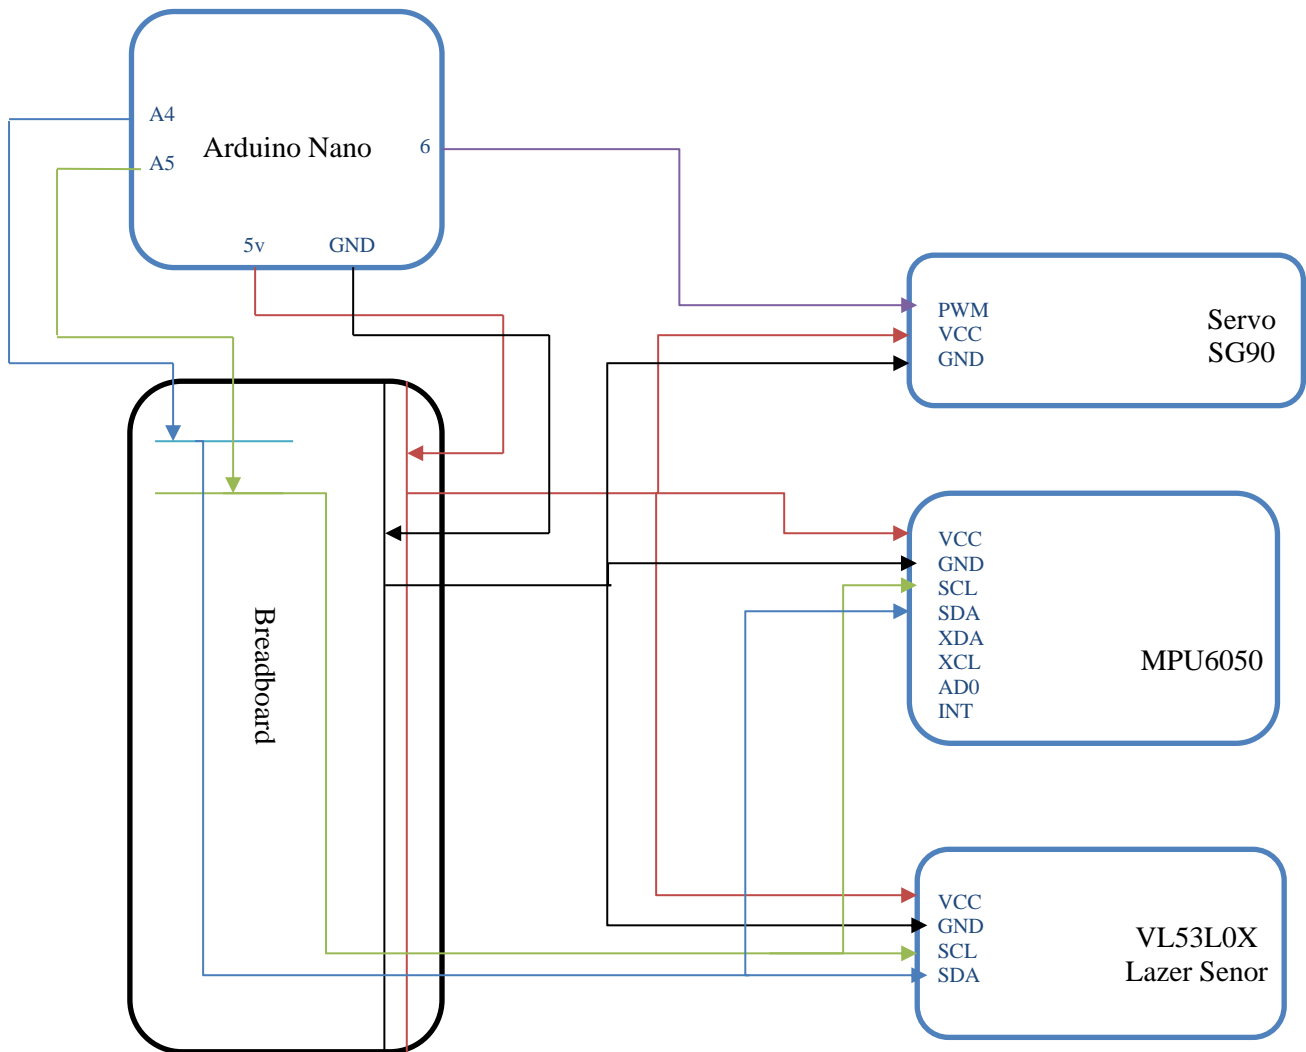 A4
A5
Arduino Nano
6
5v
GND
PWM
VCC
GND
Servo
SG90
Breadboard
VCC
GND
SCL
SDA
XDA
XCL
AD0
INT
MPU6050
VCC
GND
SCL
SDA
VL53L0X
Lazer Senor